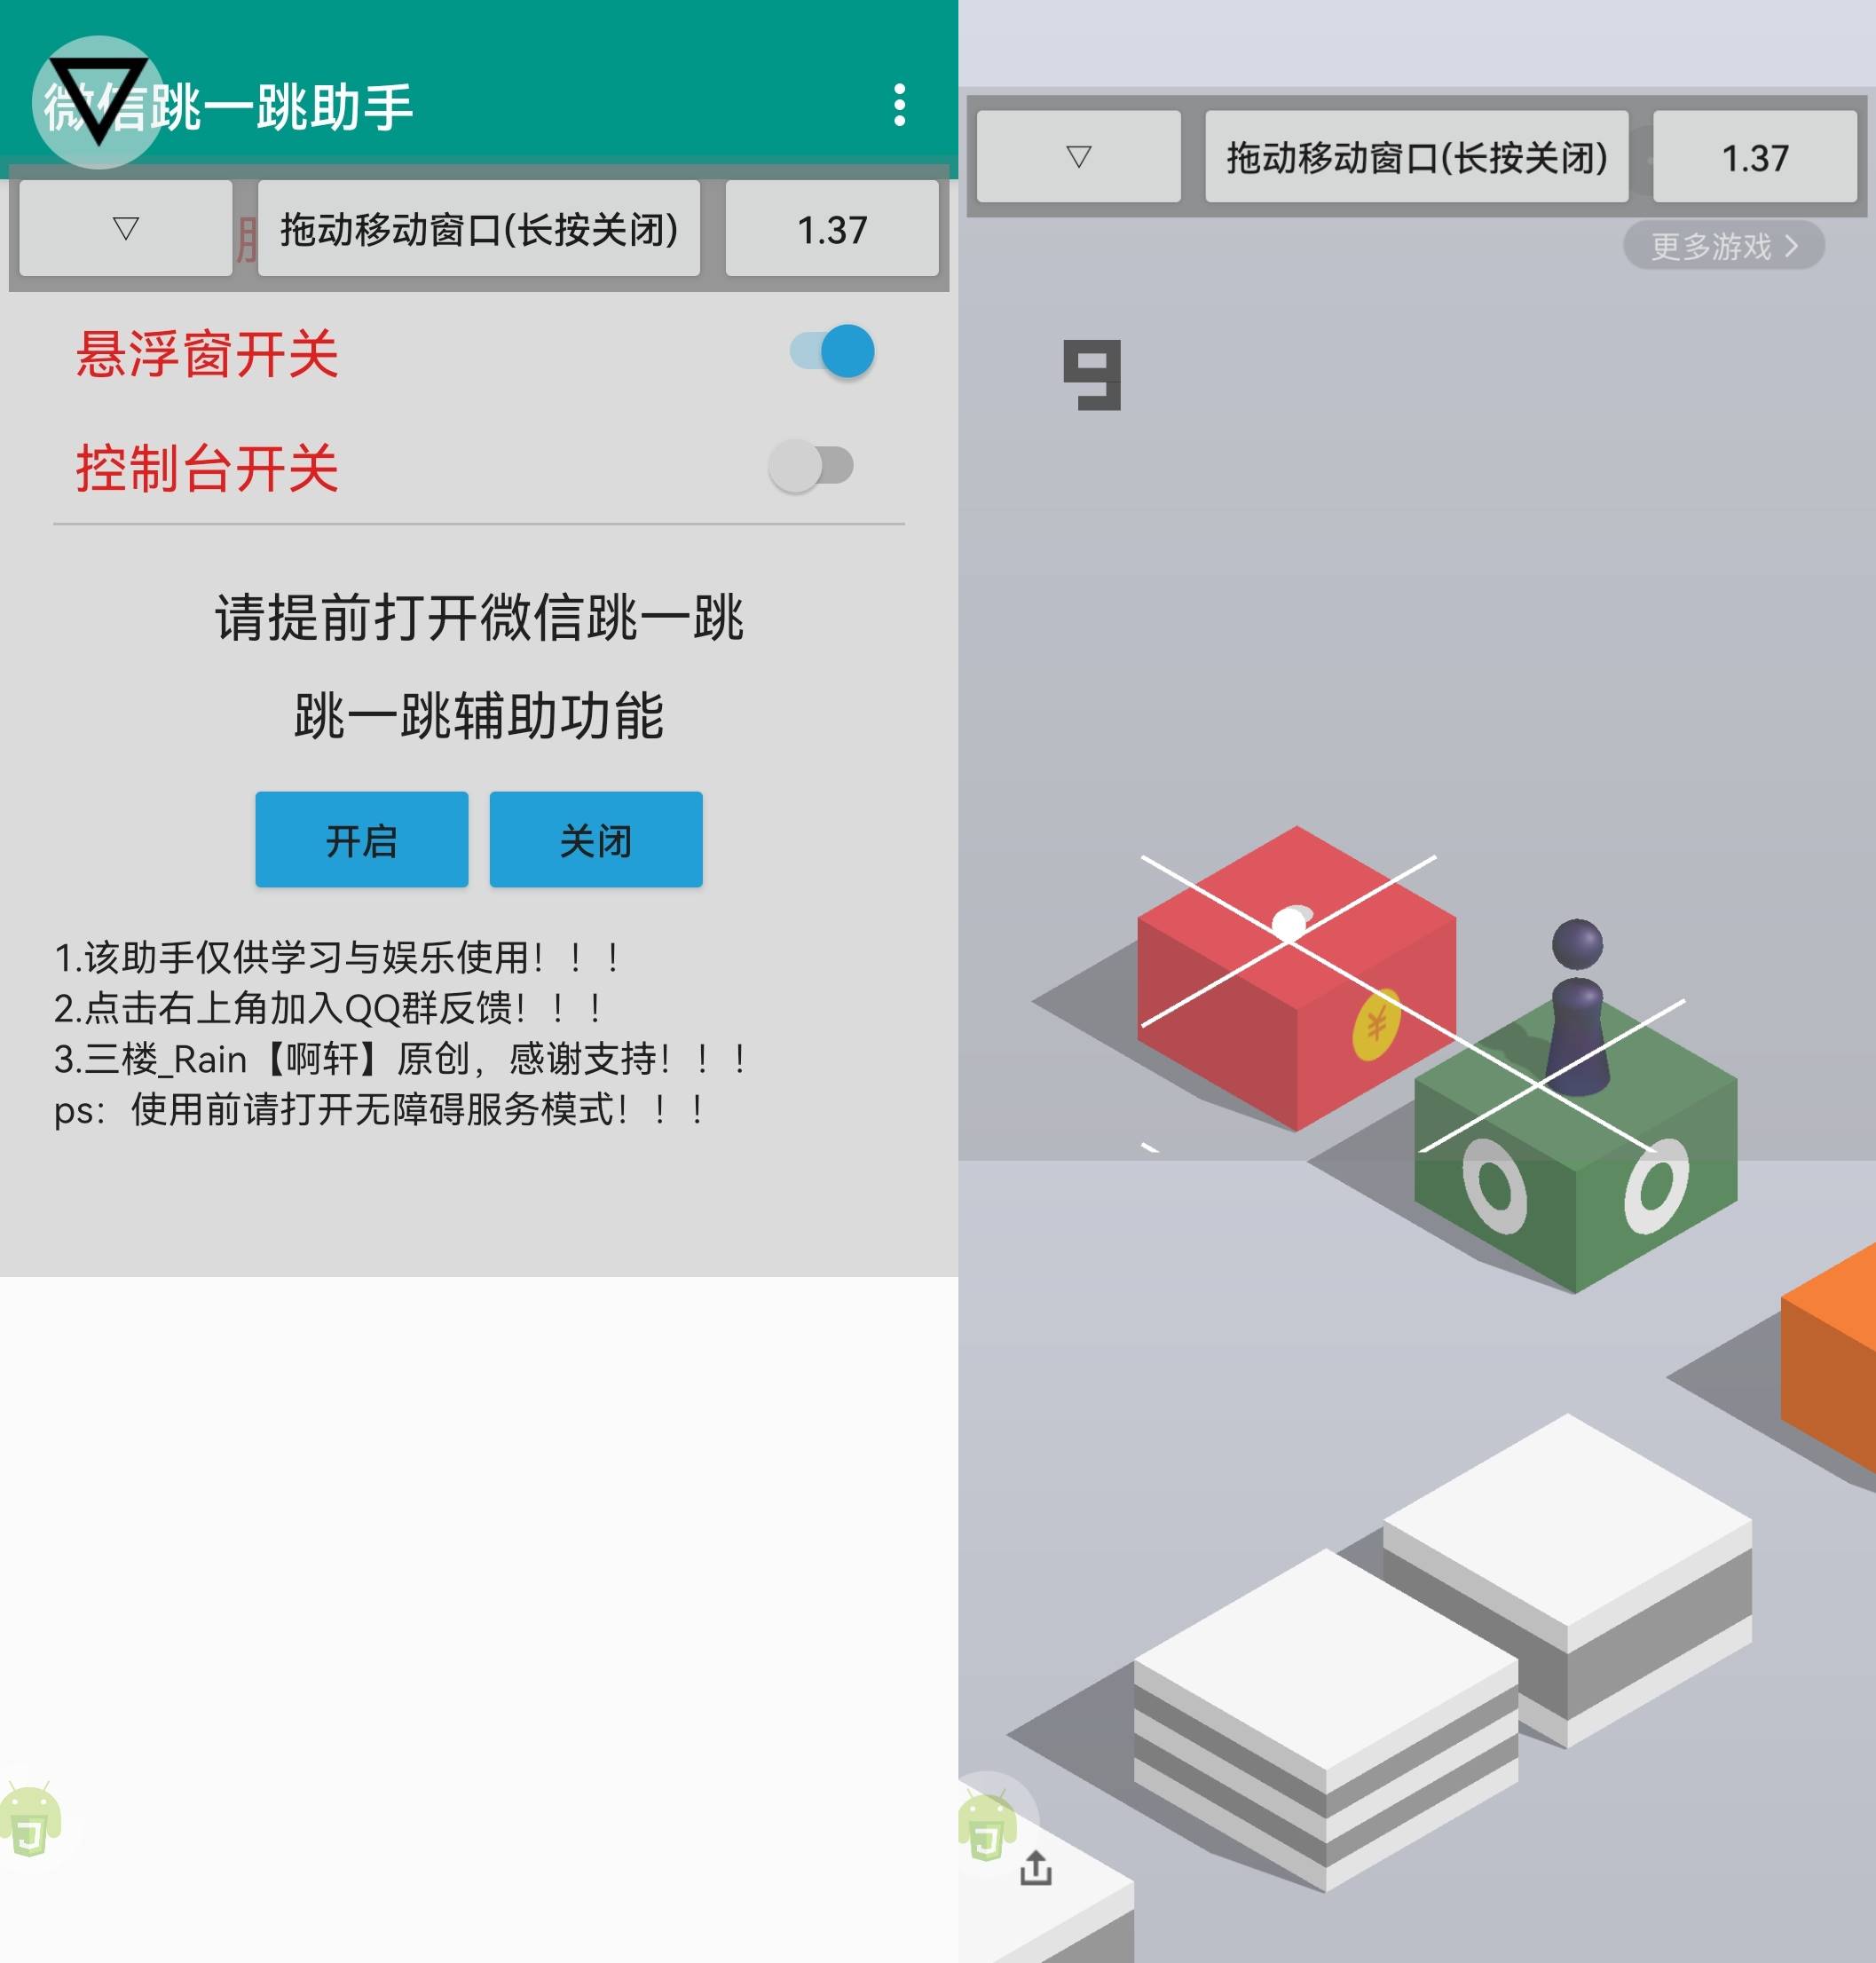 微信跳一跳助手
▽
拖动移动窗口(长按关闭)
1.37
悬浮窗开关
控制台开关
请提前打开微信跳一跳
跳一跳辅助功能
开启
关闭
1.该助手仅供学习与娱乐使用！！！
2.点击右上角加入QQ群反馈！！！
3.三楼_Rain【啊轩】原创，感谢支持！！！
ps：使用前请打开无障碍服务模式！！！
▽
拖动移动窗口(长按关闭)
1.37
更多游戏 >
9
¥